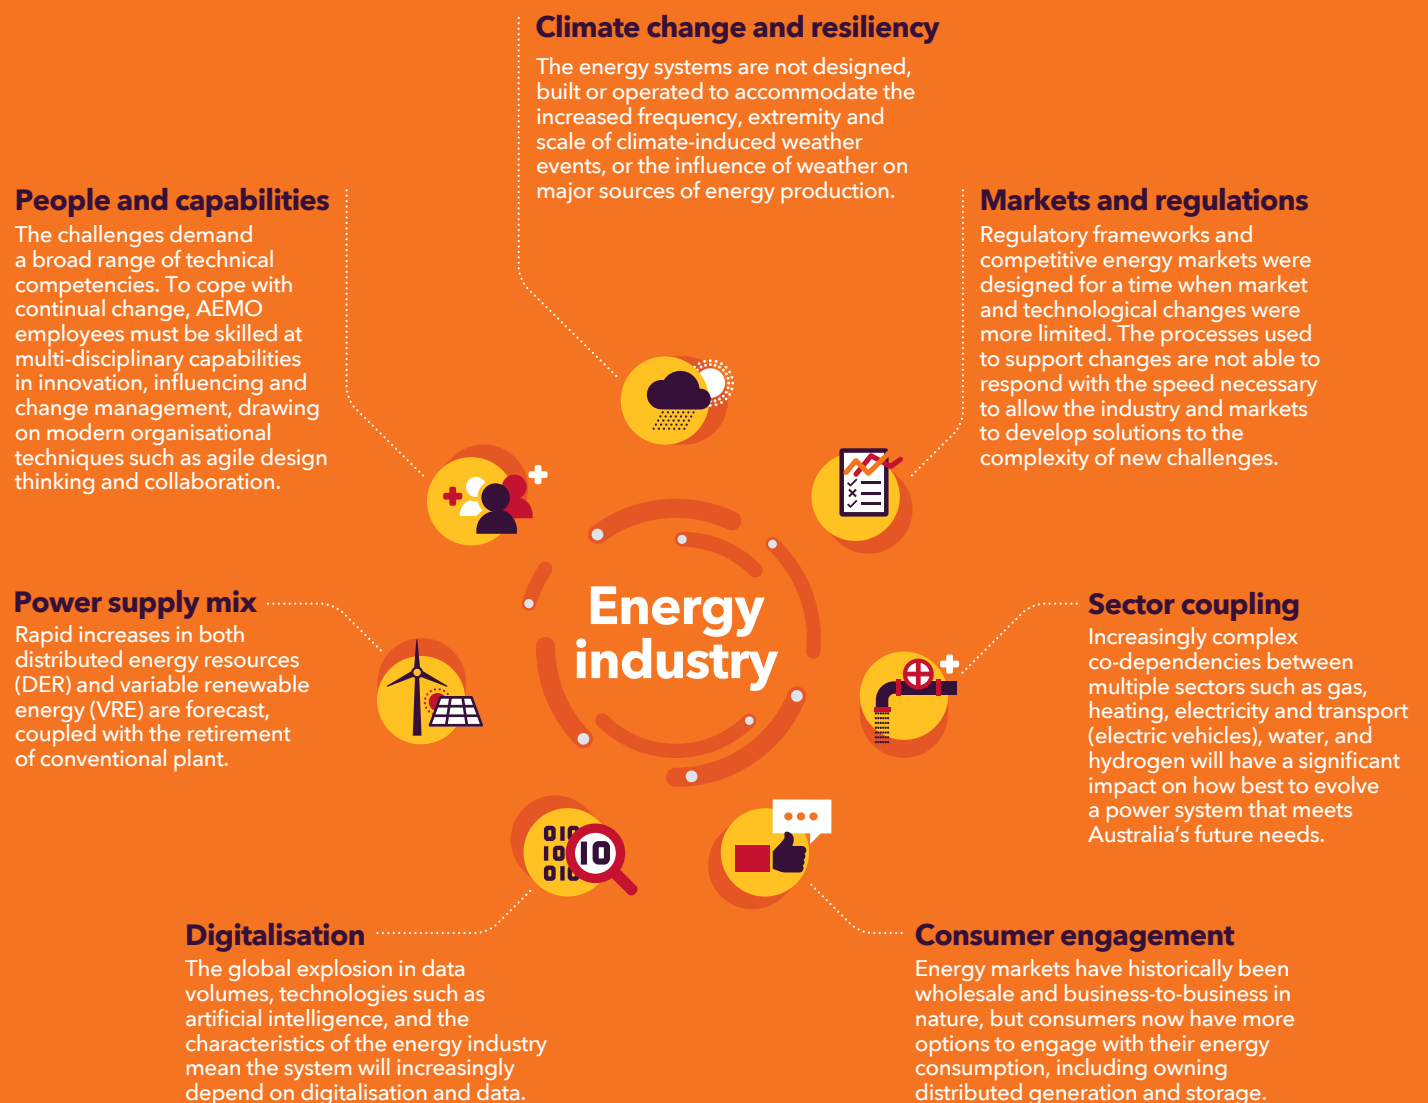 Climate change and resiliency
The energy systems are not designed,
built or operated to accommodate the
increased frequency, extremity and
scale of climate-induced weather
events, or the influence of weather on
major sources of energy production.
People and capabilities
The challenges demand
a broad range of technical
competencies. To cope with
continual change, AEMO
employees must be skilled at
multi-disciplinary capabilities
in innovation, influencing and
change management, drawing
on modern organisational
techniques such as agile design
thinking and collaboration.
Markets and regulations
Regulatory frameworks and
competitive energy markets were
designed for a time when market
and technological changes were
more limited. The processes used
to support changes are not able to
respond with the speed necessary
to allow the industry and markets
to develop solutions to the
complexity of new challenges.
Energy
industry
Power supply mix
Rapid increases in both
distributed energy resources
(DER) and variable renewable
energy (VRE) are forecast,
coupled with the retirement
of conventional plant.
Sector coupling
Increasingly complex
co-dependencies between
multiple sectors such as gas,
heating, electricity and transport
(electric vehicles), water, and
hydrogen will have a significant
impact on how best to evolve
a power system that meets
Australia's future needs.
010
10 10
010
Digitalisation
The global explosion in data
volumes, technologies such as
artificial intelligence, and the
characteristics of the energy industry
mean the system will increasingly
depend on digitalisation and data.
Consumer engagement
Energy markets have historically been
wholesale and business-to-business in
nature, but consumers now have more
options to engage with their energy
consumption, including owning
distributed generation and storage.